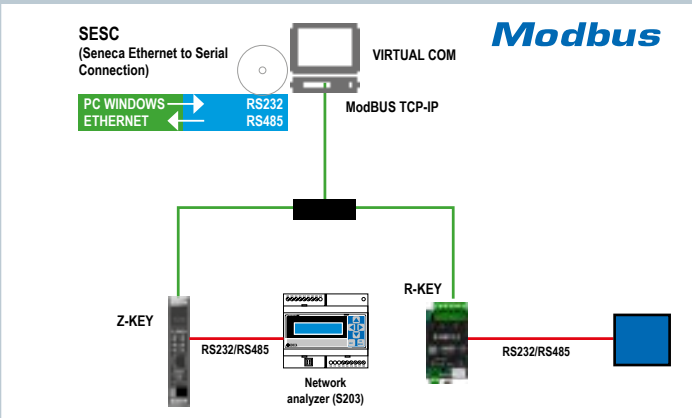 SESC
(Seneca Ethernet to Serial
Connection)
Modbus
VIRTUAL COM
PC WINDOWS RS232
ETHERNET RS485
ModBUS TCP-IP
Z-KEY
R-KEY
RS232/RS485
RS232/RS485
Network
analyzer (S203)